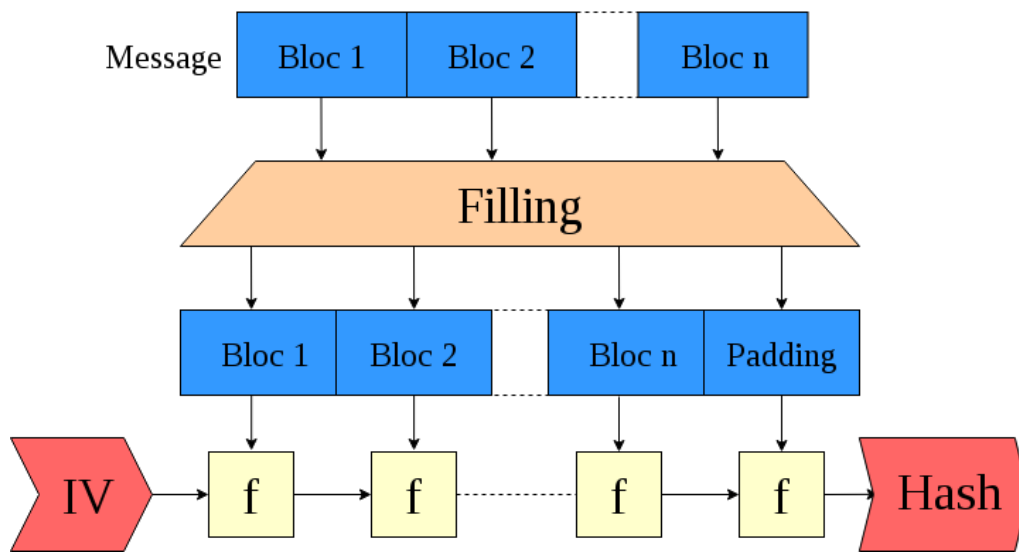 Message Bloc 1 Bloc 2 Bloc n
Filling
Bloc 1 Bloc 2 Bloc n Padding
IV f f f f Hash